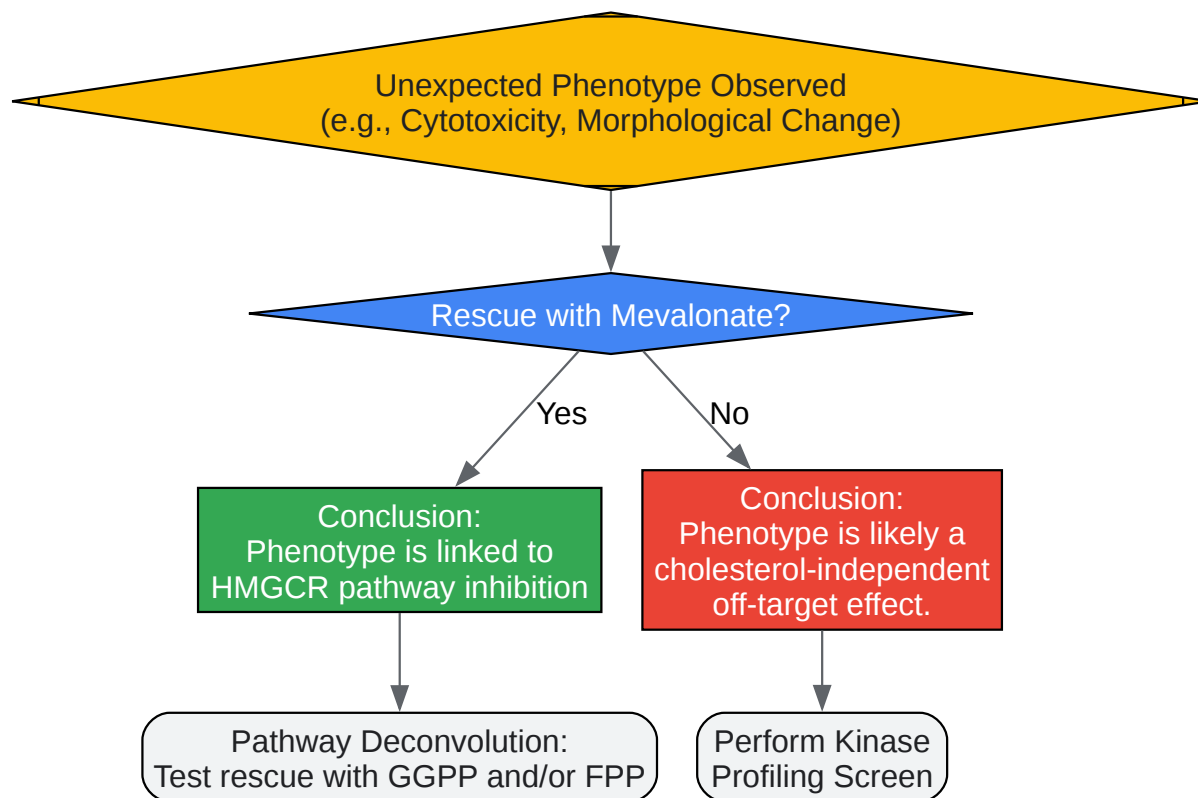 Unexpected Phenotype Observed
(e.g., Cytotoxicity, Morphological Change)
Rescue with Mevalonate?
Yes
No
Conclusion:
Phenotype is linked to
HMGCR pathway inhibition
Conclusion:
Phenotype is likely a
cholesterol-independent
off-target effect.
Pathway Deconvolution:
Test rescue with GGPP and/or FPP
Perform Kinase
Profiling Screen